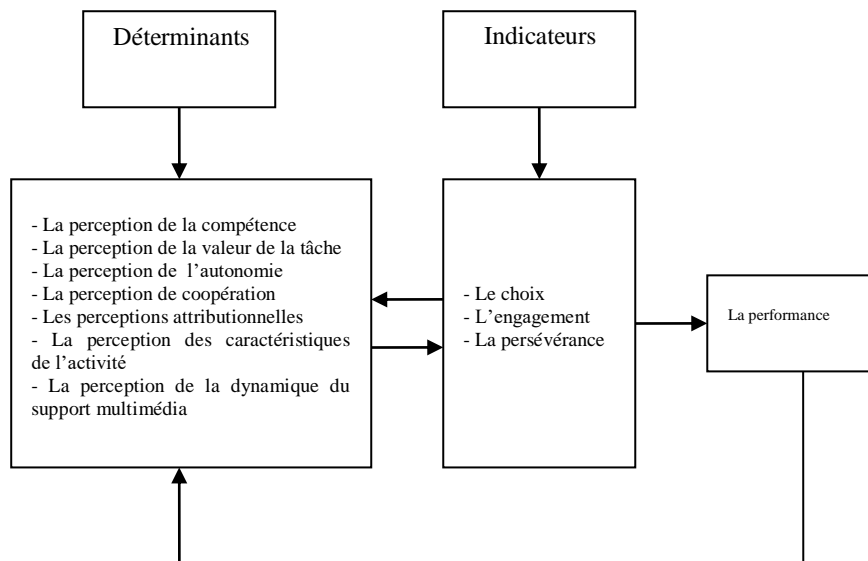 Déterminants
Indicateurs
- La perception de la compétence
- La perception de la valeur de la tâche
- La perception de l’autonomie
- La perception de coopération
- Les perceptions attributionnelles
- La perception des caractéristiques
de l’activité
- La perception de la dynamique du
support multimédia
- Le choix
- L’engagement
- La persévérance
La performance